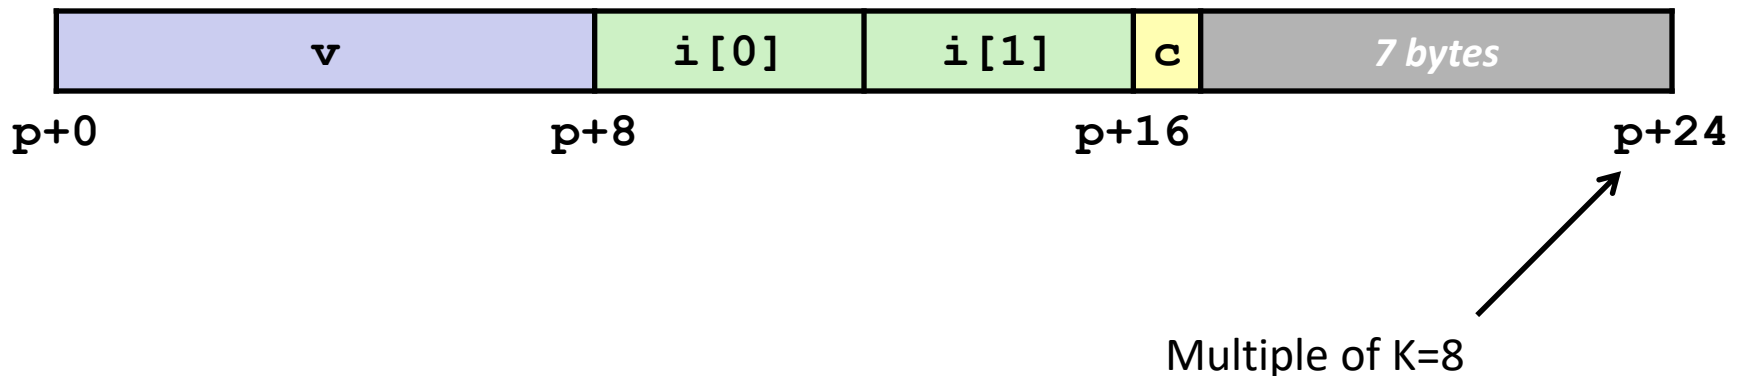 v i[0] i[1] c 7 bytes
p+0 p+8 p+16 p+24
Multiple of K=8